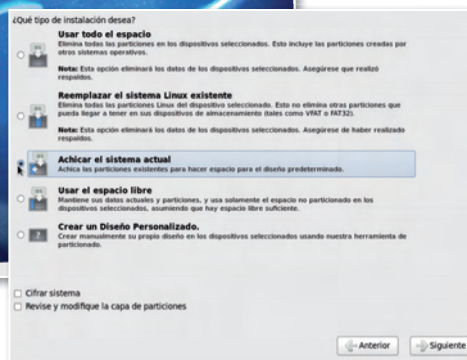 ¿Qué tipo de instalación desea?
Usar todo el espacio
Elimina todas las particiones en los dispositivos seleccionados. Esto incluye las particiones creadas por
otros sistemas operativos.
Nota: Esta opción eliminará los datos de los dispositivos seleccionados. Asegúrese que realizó
respaldos.
Reemplazar el sistema Linux existente
Elimina todas las particiones Linux del dispositivo seleccionado. Esto no elimina otras particiones que
pueda llegar a tener en sus dispositivos de almacenamiento (tales como VFAT o FAT32).
Nota: Esta opción eliminará los datos de los dispositivos seleccionados. Asegúrese de haber realizado
respaldos.
Achicar el sistema actual
Achica las particiones existentes para hacer espacio para el diseño predeterminado.
Usar el espacio libre
Mantiene sus datos actuales y particiones, y usa solamente el espacio no particionado en los
dispositivos seleccionados, asumiendo que hay espacio libre suficiente.
Crear un Diseño Personalizado.
Crear manualmente su propio diseño en los dispositivos seleccionados usando nuestra herramienta de
particionado.
Cifrar sistema
Revise y modifique la capa de particiones
Anterior
Siguiente